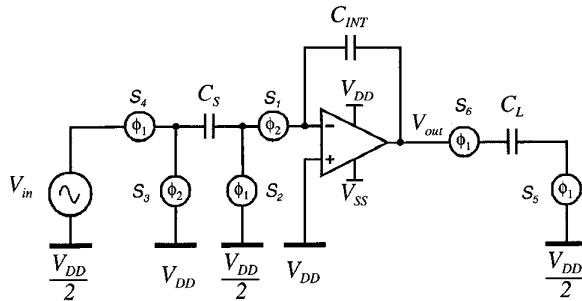 C_INT
S_4 C_S S_1 V_DD S_6 C_L
ϕ_1 ϕ_2 − V_out ϕ_1
V_in S_3 ϕ_2 ϕ_1 S_2 + V_SS S_5 ϕ_1
V_DD/2 V_DD V_DD/2 V_DD V_DD/2